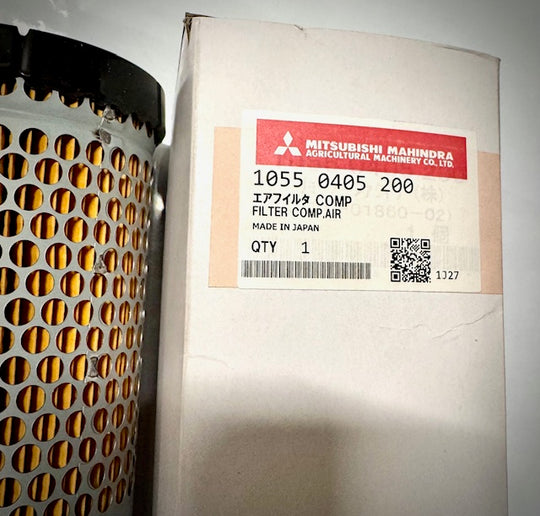 MITSUBISHI MAHINDRA
AGRICULTURAL MACHINERY CO., LTD.
1055 0405 200
エアフイルタ COMP
FILTER COMP.AIR
MADE IN JAPAN
QTY 1
1J27